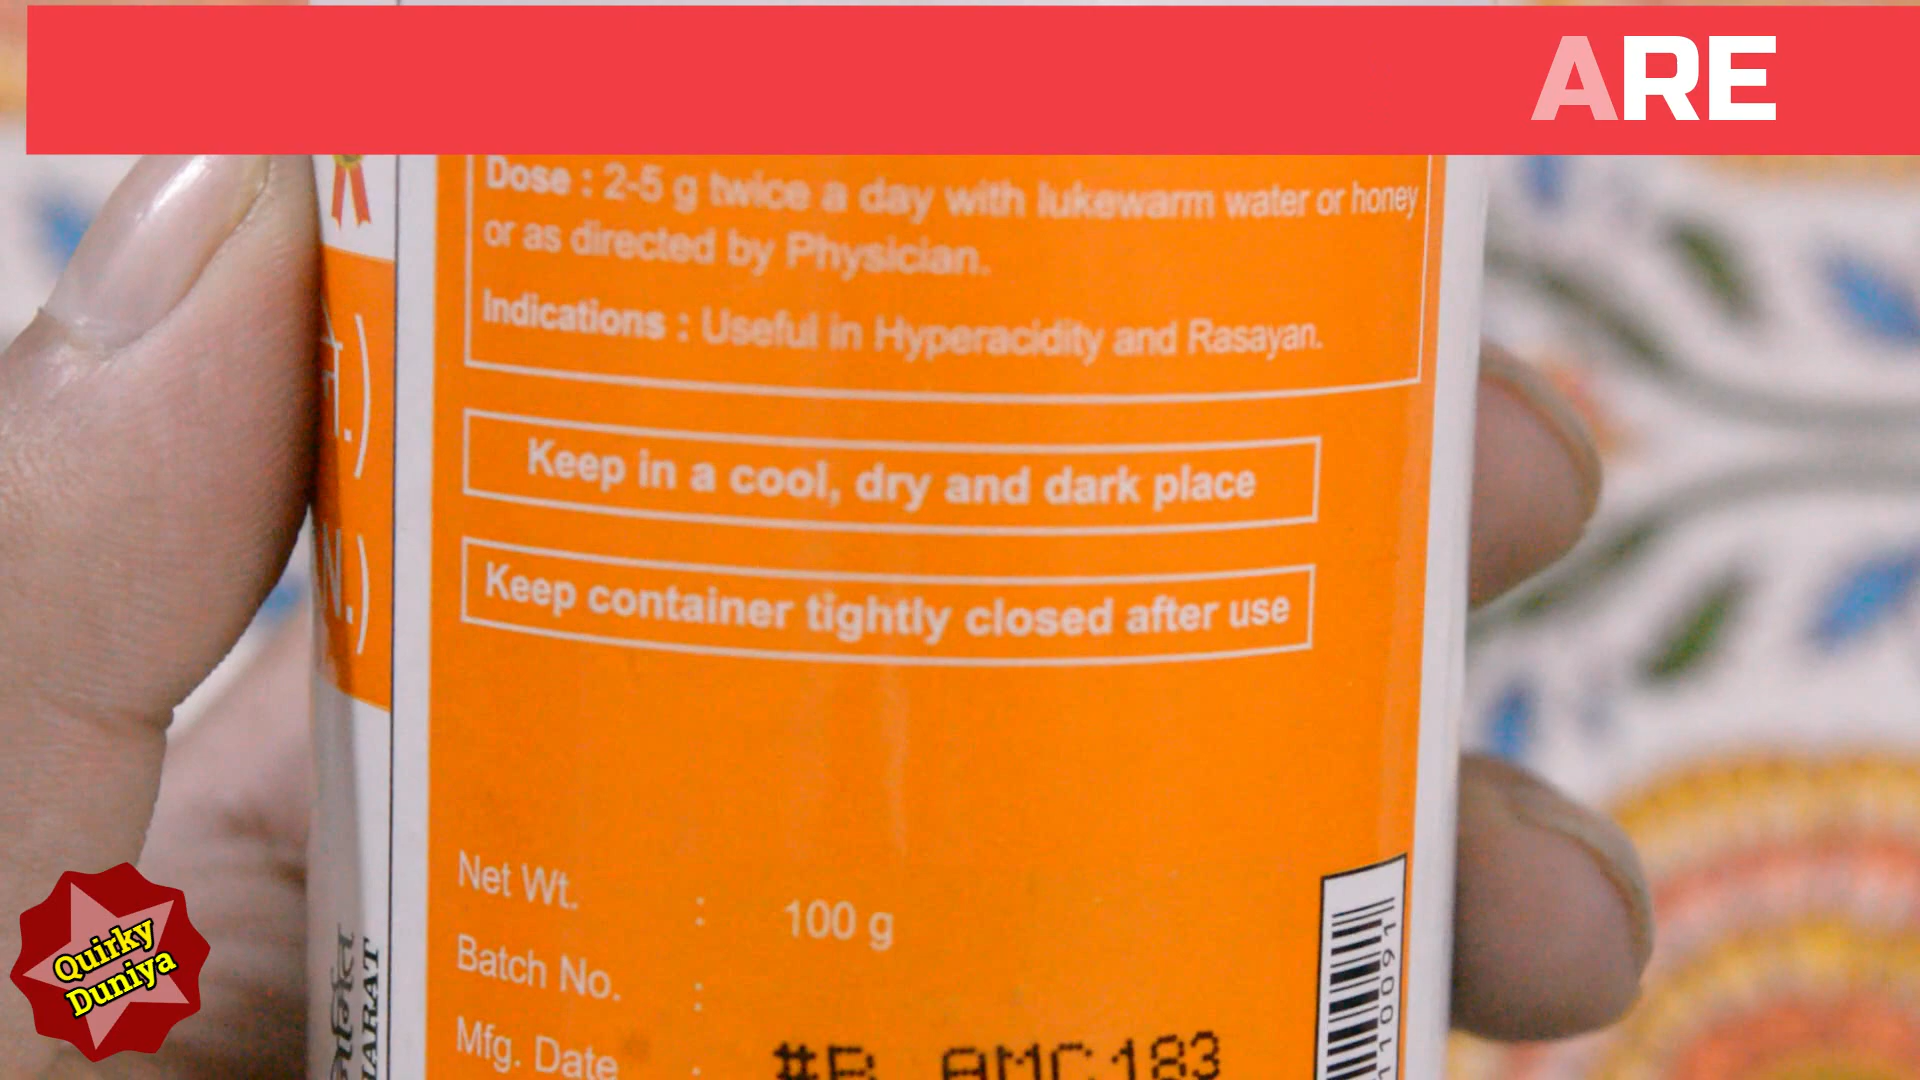 ARE
Dose : 2-5 g twice a day with lukewarm water or honey
or as directed by Physician.
Indications : Useful in Hyperacidity and Rasayan.
Keep in a cool, dry and dark place
Keep container tightly closed after use
Net Wt. : 100 g
Batch No. :
Mfg. Date :
Quirky
Duniya